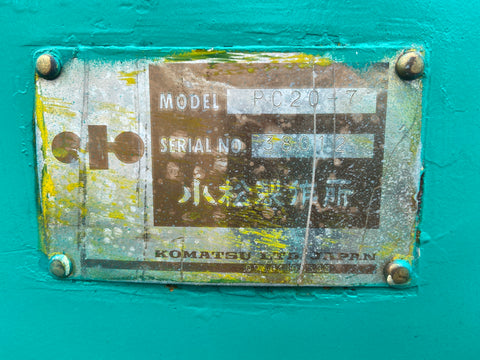 MODEL PC20-7
SERIAL NO
小松製作所
KOMATSU LTD. JAPAN